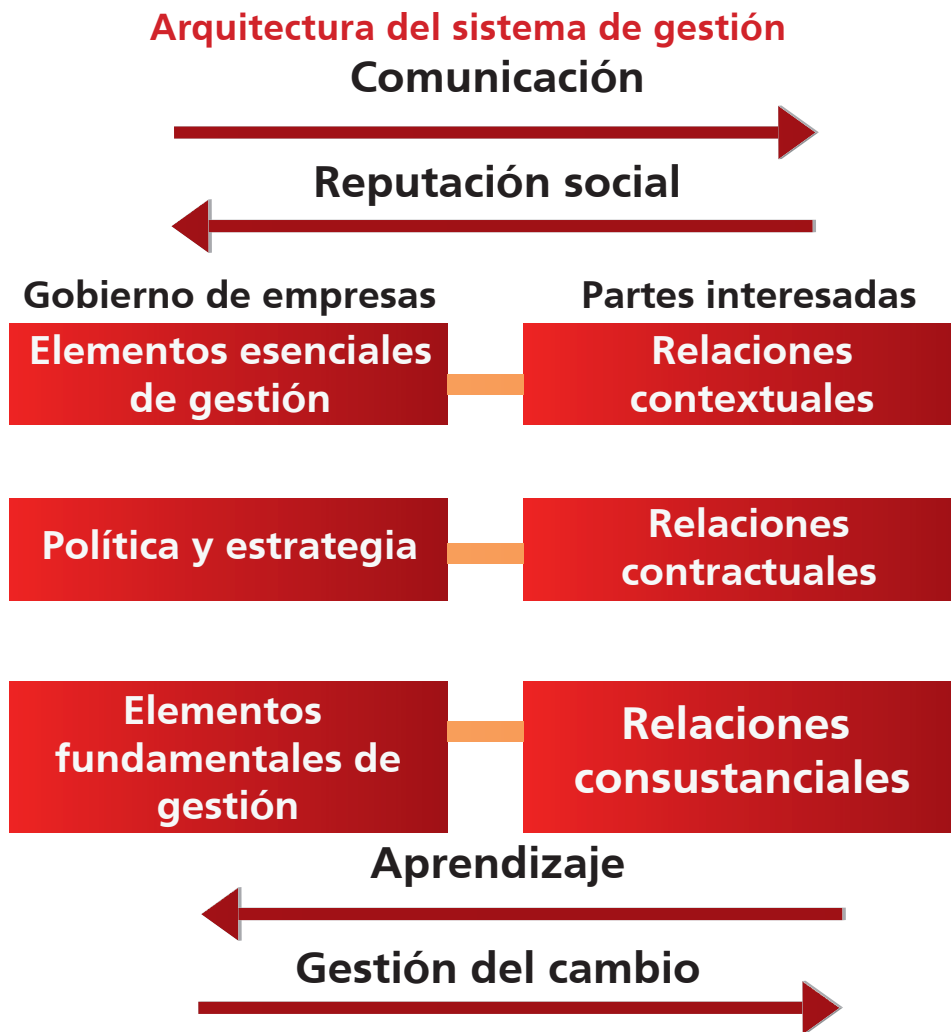 Arquitectura del sistema de gestión
Comunicación
Reputación social
Gobierno de empresas
Partes interesadas
Elementos esenciales
de gestión
Relaciones
contextuales
Política y estrategia
Relaciones
contractuales
Elementos
fundamentales de
gestión
Relaciones
consustanciales
Aprendizaje
Gestión del cambio